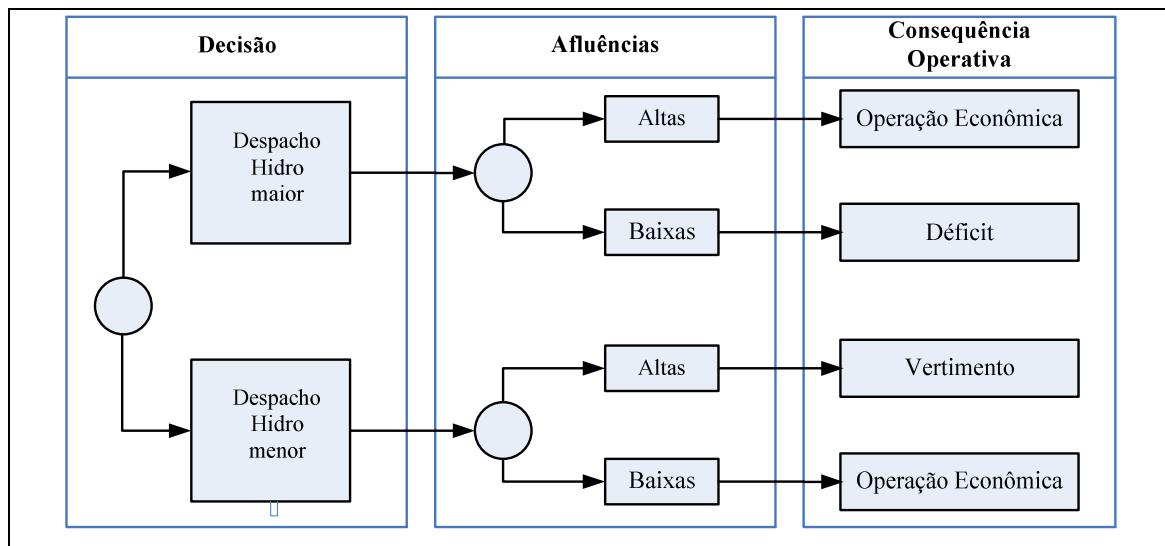 Decisão
Afluências
Consequência
Operativa
Despacho
Hidro
maior
Altas
Operação Econômica
Baixas
Déficit
Despacho
Hidro
menor
Altas
Vertimento
Baixas
Operação Econômica